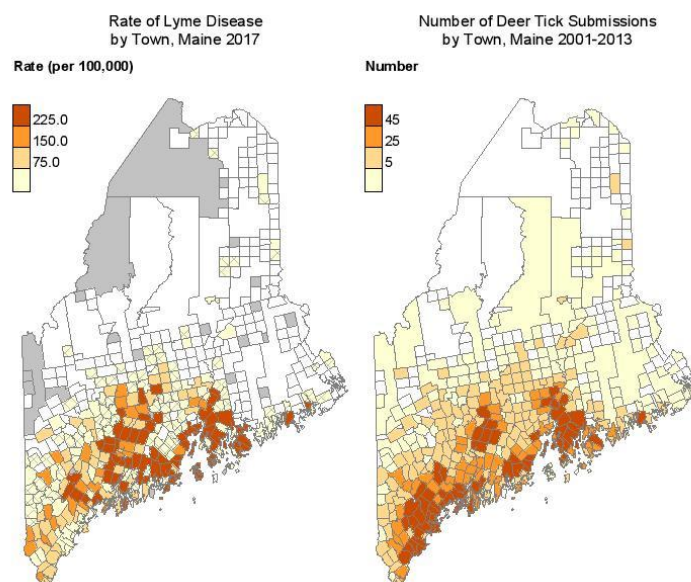 Rate of Lyme Disease
by Town, Maine 2017
Rate (per 100,000)
225.0
150.0
75.0
Number of Deer Tick Submissions
by Town, Maine 2001-2013
Number
45
25
5